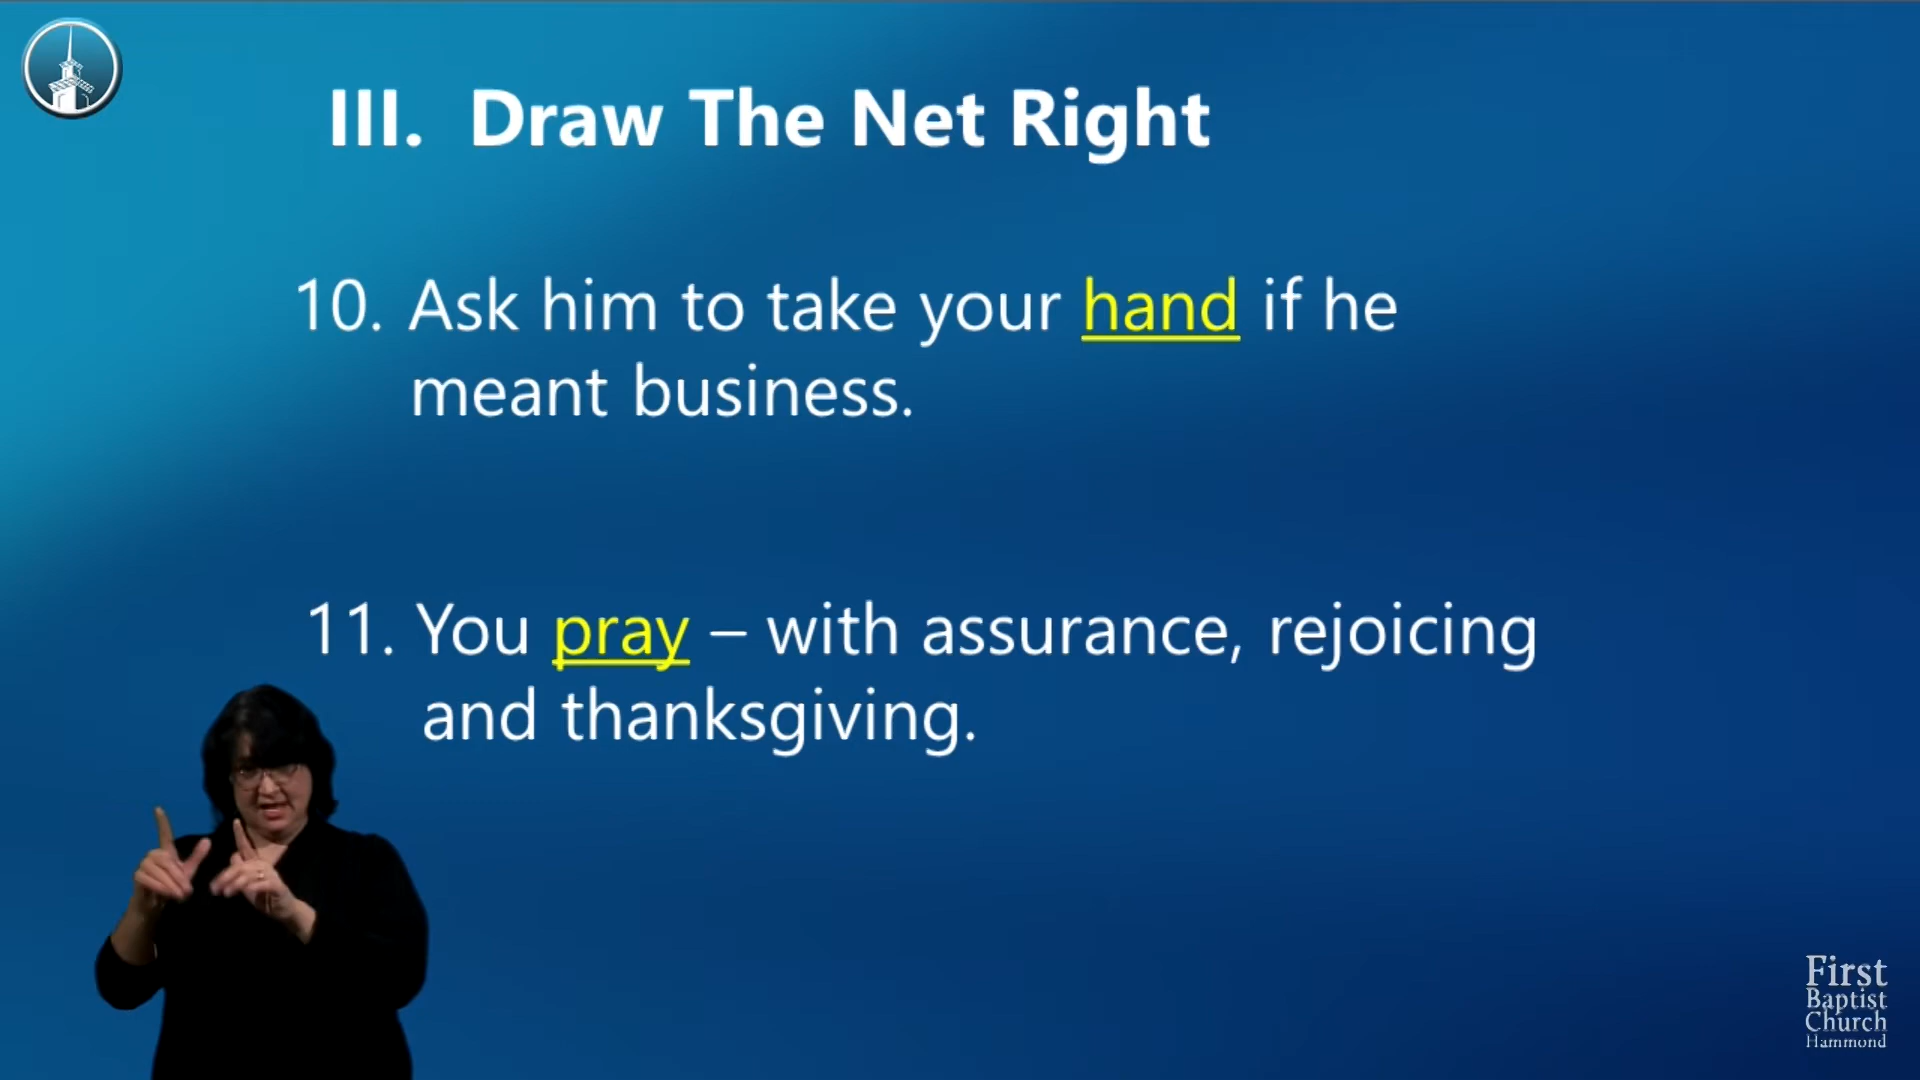 III. Draw The Net Right
10. Ask him to take your hand if he
meant business.
11. You pray – with assurance, rejoicing
and thanksgiving.
First
Baptist
Church
Hammond